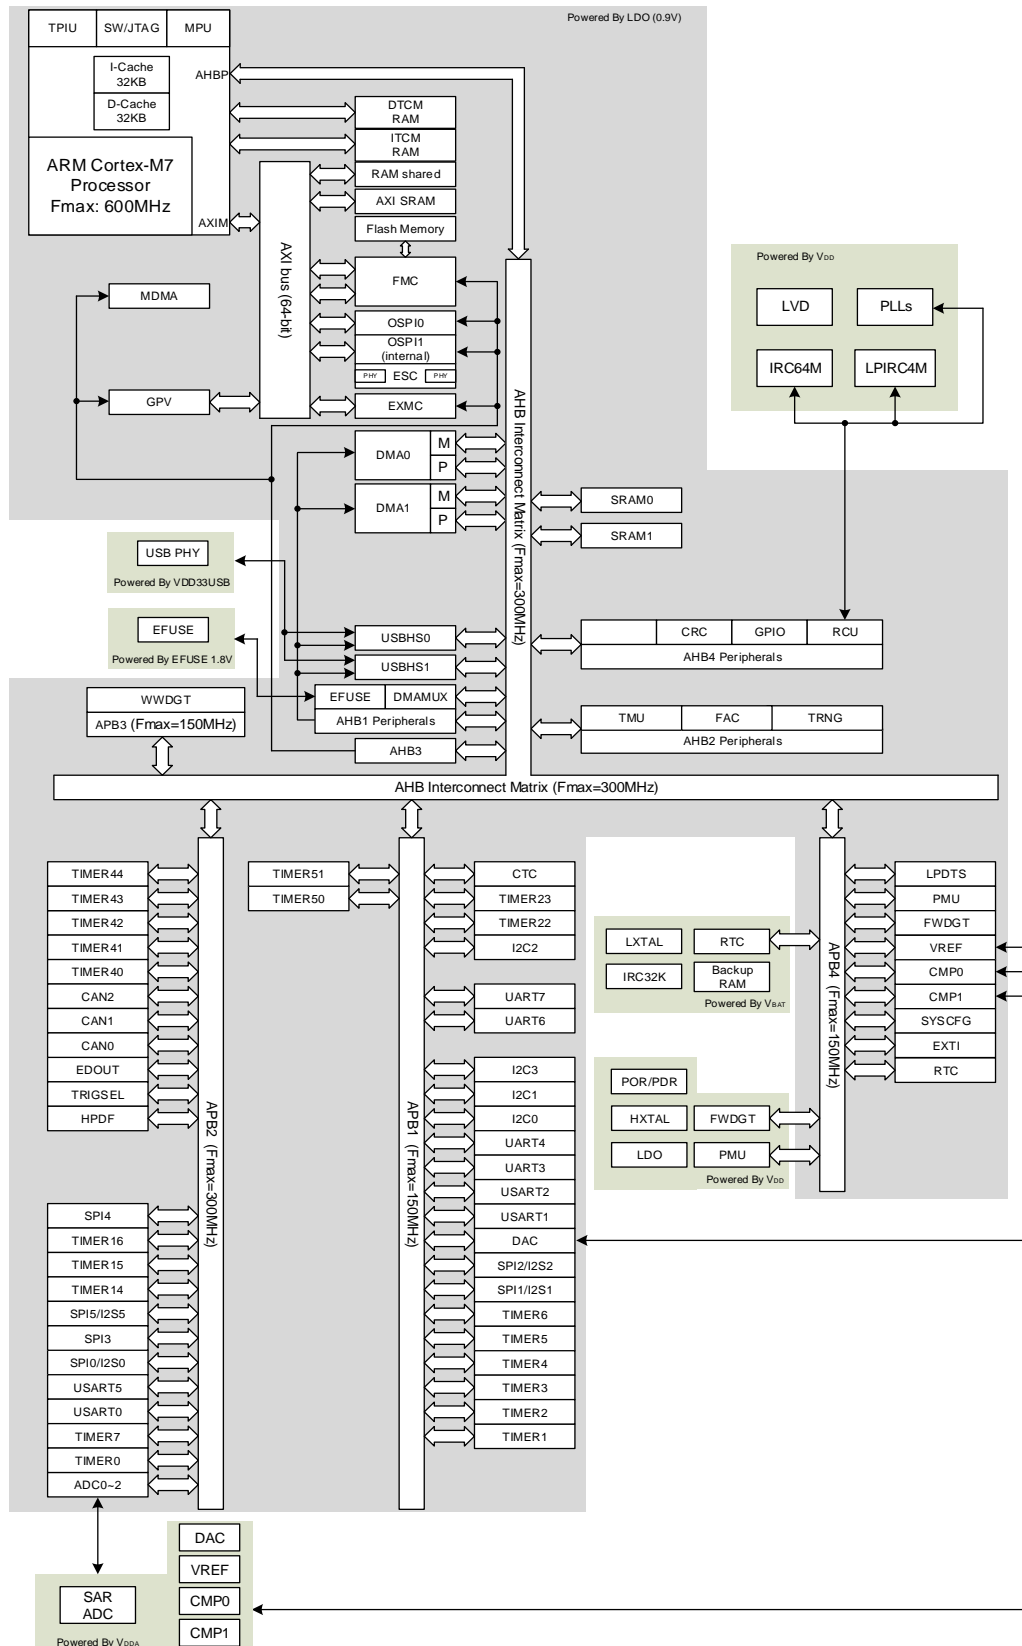 Powered By LDO (0.9V)
TPIU
SW/JTAG
MPU
I-Cache
32KB
D-Cache
32KB
AHBP
ARM Cortex-M7
Processor
Fmax: 600MHz
AXIM
DTCM
RAM
ITCM
RAM
RAM shared
AXI SRAM
Flash Memory
FMC
OSPI0
OSPI1
(internal)
PHY
ESC
PHY
EXMC
AXI bus (64-bit)
MDMA
GPV
AHB Interconnect Matrix (Fmax=300MHz)
Powered By VDD
LVD
PLLs
IRC64M
LPIRC4M
DMA0
M
P
DMA1
M
P
SRAM0
SRAM1
USB PHY
Powered By VDD33USB
EFUSE
Powered By EFUSE 1.8V
USBHS0
USBHS1
EFUSE
DMAMUX
AHB1 Peripherals
AHB3
CRC
GPIO
RCU
AHB4 Peripherals
TMU
FAC
TRNG
AHB2 Peripherals
WWDGT
APB3 (Fmax=150MHz)
AHB Interconnect Matrix (Fmax=300MHz)
TIMER44
TIMER43
TIMER42
TIMER41
TIMER40
CAN2
CAN1
CAN0
EDOUT
TRIGSEL
HPDF
SPI4
TIMER16
TIMER15
TIMER14
SPI5/I2S5
SPI3
SPI0/I2S0
USART5
USART0
TIMER7
TIMER0
ADC0~2
APB2 (Fmax=300MHz)
TIMER51
TIMER50
APB1 (Fmax=150MHz)
CTC
TIMER23
TIMER22
I2C2
UART7
UART6
I2C3
I2C1
I2C0
UART4
UART3
USART2
USART1
DAC
SPI2/I2S2
SPI1/I2S1
TIMER6
TIMER5
TIMER4
TIMER3
TIMER2
TIMER1
LXTAL
RTC
IRC32K
Backup
RAM
Powered By VBAT
POR/PDR
HXTAL
FWDGT
LDO
PMU
Powered By VDD
APB4 (Fmax=150MHz)
LPDTS
PMU
FWDGT
VREF
CMP0
CMP1
SYSCFG
EXTI
RTC
SAR
ADC
Powered By VDDA
DAC
VREF
CMP0
CMP1